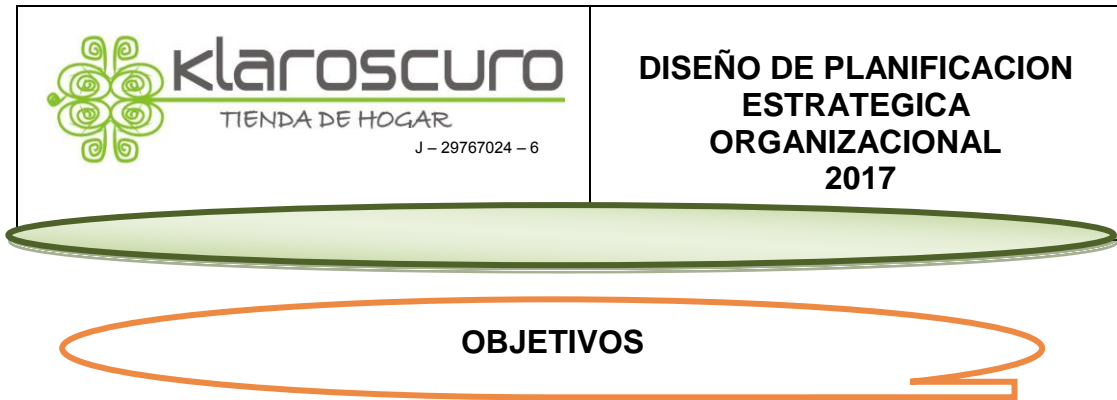 Klaroscuro
TIENDA DE HOGAR
J – 29767024 – 6
DISEÑO DE PLANIFICACION
ESTRATEGICA
ORGANIZACIONAL
2017
OBJETIVOS